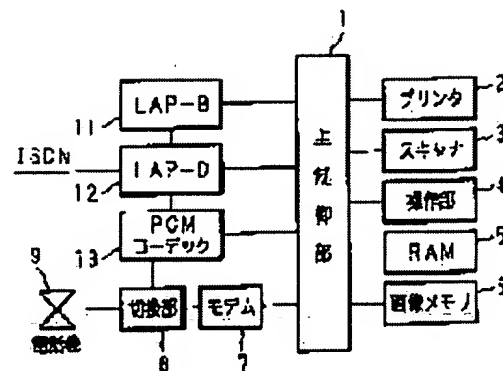 1
LAP-B
11
プリンタ
2
スキャナ
3
ISDN
LAP-D
12
制御部
操作部
4
PCM
コーデック
13
RAM
5
9
切換部
8
モデム
7
画像メモリ
6
電話機